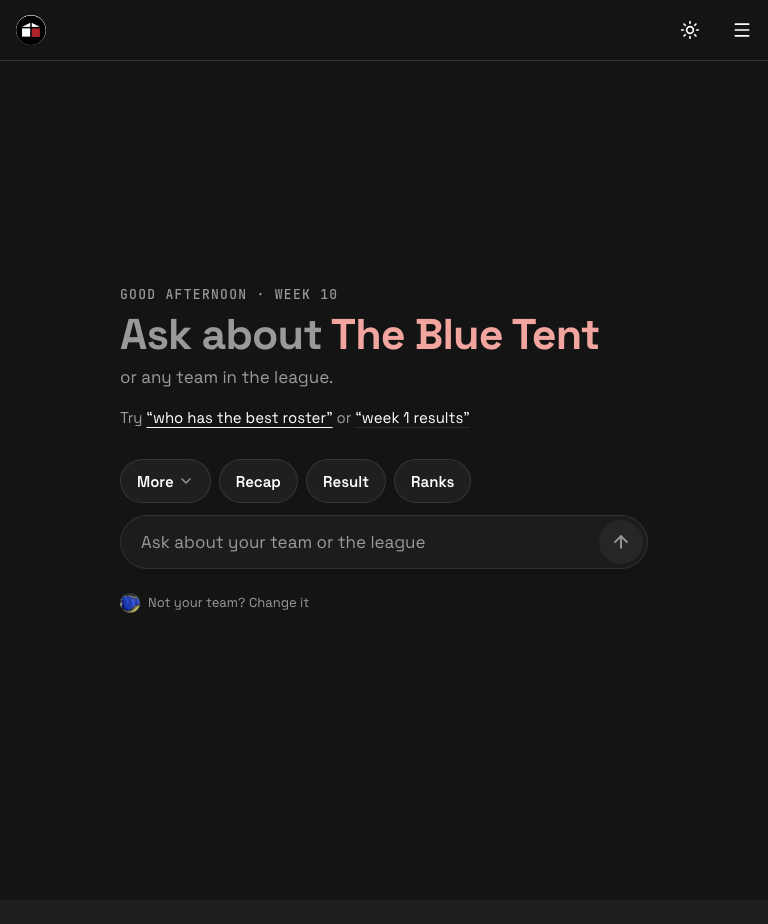 GOOD AFTERNOON · WEEK 10
Ask about The Blue Tent
or any team in the league.
Try “who has the best roster” or “week 1 results”
More Recap Result Ranks
Ask about your team or the league
Not your team? Change it